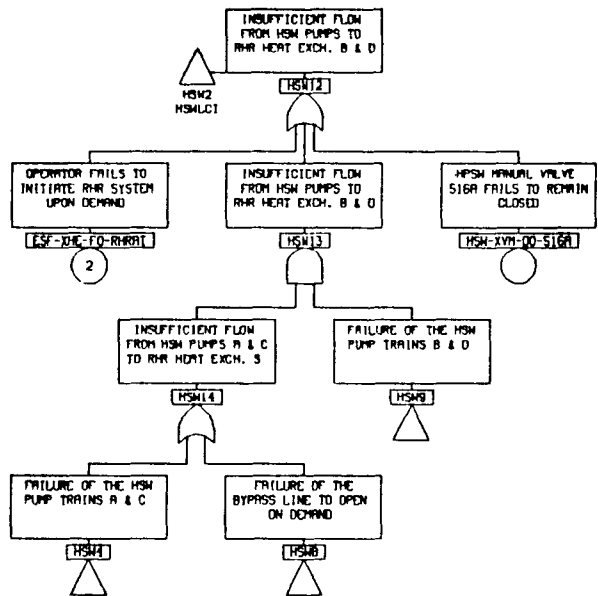 INSUFFICIENT FLOW
FROM HSW PUMPS TO
RHR HEAT EXCH. B & D
HSW2
HSWLCI
HSW12
OPERATOR FAILS TO
INITIATE RHR SYSTEM
UPON DEMAND
ESF-XHE-FO-RHRAT
2
INSUFFICIENT FLOW
FROM HSW PUMPS TO
RHR HEAT EXCH. B & D
HSW13
HPSW MANUAL VALVE
516A FAILS TO REMAIN
CLOSED
HSW-XVM-OO-516A
INSUFFICIENT FLOW
FROM HSW PUMPS A & C
TO RHR HEAT EXCH. S
HSW14
FAILURE OF THE HSW
PUMP TRAINS B & D
HSW9
FAILURE OF THE HSW
PUMP TRAINS A & C
HSW4
FAILURE OF THE
BYPASS LINE TO OPEN
ON DEMAND
HSW8